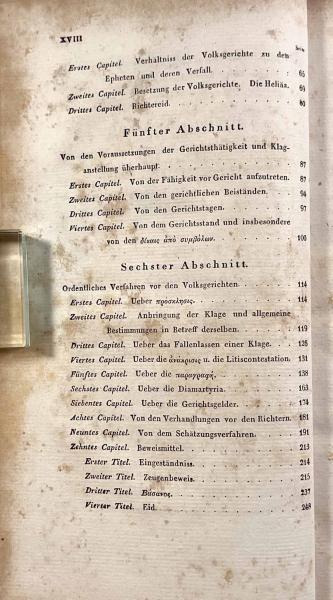 XVIII
Seite
Erstes Capitel. Verhältniss der Volksgerichte zu den
Epheten und deren Verfall. 65
Zweites Capitel. Besetzung der Volksgerichte. Die Heliäa. 69
Drittes Capitel. Richtereid. 80
Fünfter Abschnitt.
Von den Voraussetzungen der Gerichtsthätigkeit und Klag-
anstellung überhaupt. 87
Erstes Capitel. Von der Fähigkeit vor Gericht aufzutreten. 87
Zweites Capitel. Von den gerichtlichen Beiständen. 94
Drittes Capitel. Von den Gerichtstagen. 97
Viertes Capitel. Von dem Gerichtsstand und insbesondere
von den δίκαις ἀπὸ συμβόλων. 100
Sechster Abschnitt.
Ordentliches Verfahren vor den Volksgerichten. 114
Erstes Capitel. Ueber πρόσκλησις. 114
Zweites Capitel. Anbringung der Klage und allgemeine
Bestimmungen in Betreff derselben. 119
Drittes Capitel. Ueber das Fallenlassen einer Klage. 128
Viertes Capitel. Ueber die ἀνάκρισις u. die Litiscontestation. 131
Fünftes Capitel. Ueber die παραγραφή. 138
Sechstes Capitel. Ueber die Diamartyria. 163
Siebentes Capitel. Ueber die Gerichtsgelder. 174
Achtes Capitel. Von den Verhandlungen vor den Richtern. 181
Neuntes Capitel. Von dem Schätzungsverfahren. 191
Zehntes Capitel. Beweismittel. 213
Erster Titel. Eingeständniss. 214
Zweiter Titel. Zeugenbeweis. 215
Dritter Titel. Βάσανος. 237
Vierter Titel. Eid. 248